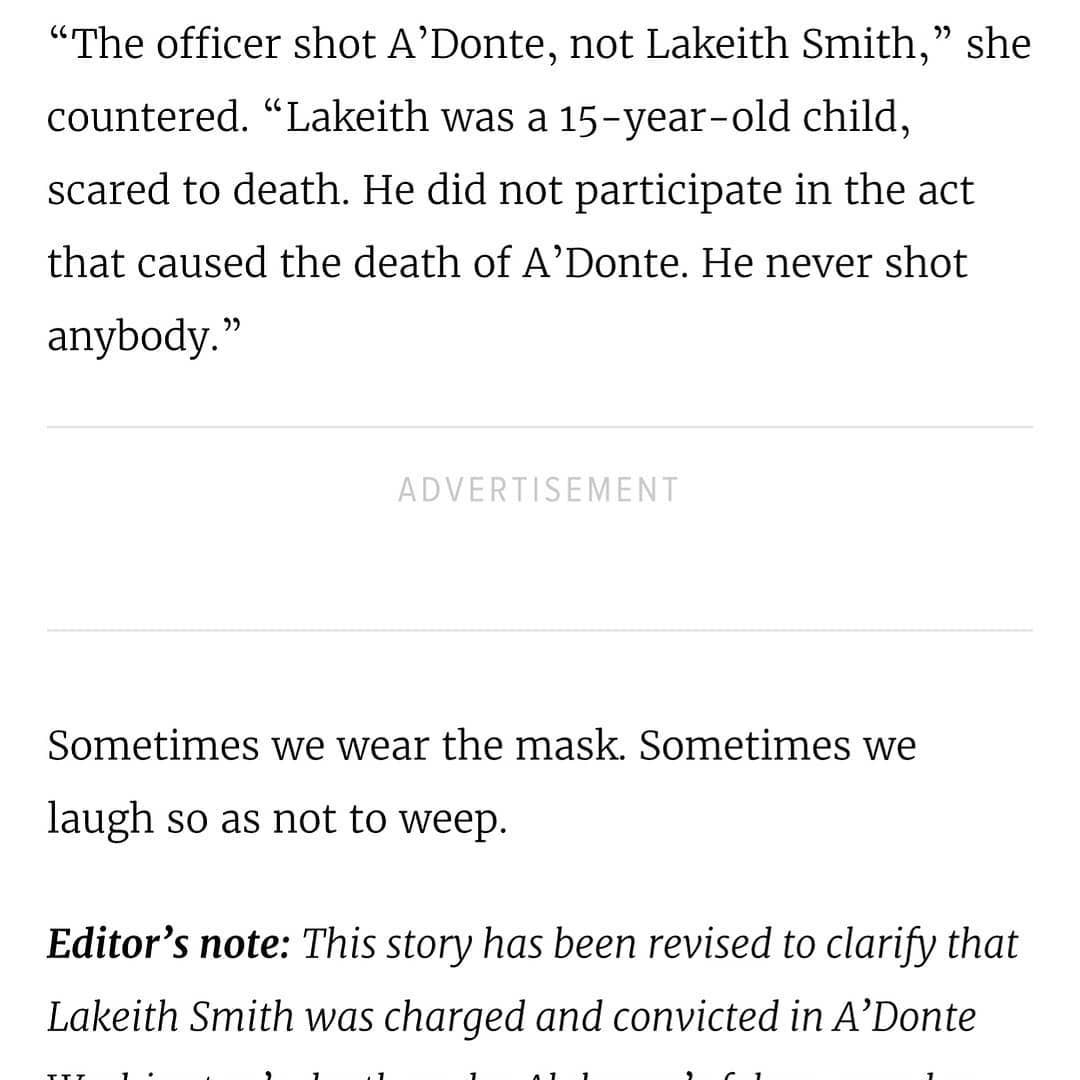 “The officer shot A’Donte, not Lakeith Smith,” she
countered. “Lakeith was a 15-year-old child,
scared to death. He did not participate in the act
that caused the death of A’Donte. He never shot
anybody.”
ADVERTISEMENT
Sometimes we wear the mask. Sometimes we
laugh so as not to weep.
Editor’s note: This story has been revised to clarify that
Lakeith Smith was charged and convicted in A’Donte